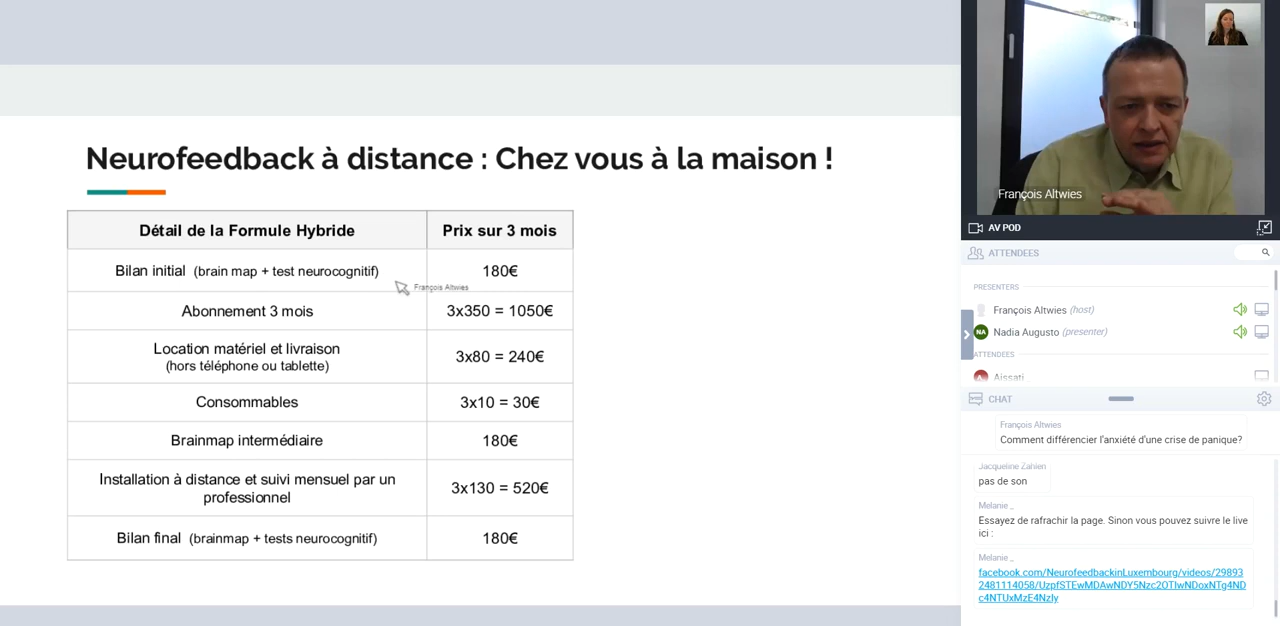 Neurofeedback à distance : Chez vous à la maison !
Détail de la Formule Hybride
Prix sur 3 mois
Bilan initial (brain map + test neurocognitif)
180€
François Altwies
Abonnement 3 mois
3x350 = 1050€
Location matériel et livraison
(hors téléphone ou tablette)
3x80 = 240€
Consommables
3x10 = 30€
Brainmap intermédiaire
180€
Installation à distance et suivi mensuel par un
professionnel
3x130 = 520€
Bilan final (brainmap + tests neurocognitif)
180€
François Altwies
AV POD
ATTENDEES
PRESENTERS
François Altwies (host)
NA
Nadia Augusto (presenter)
ATTENDEES
Aissati
CHAT
François Altwies
Comment différencier l'anxiété d'une crise de panique?
Jacqueline Zahlen
pas de son
Melanie _
Essayez de rafrachir la page. Sinon vous pouvez suivre le live
ici :
Melanie _
facebook.com/NeurofeedbackinLuxembourg/videos/29893